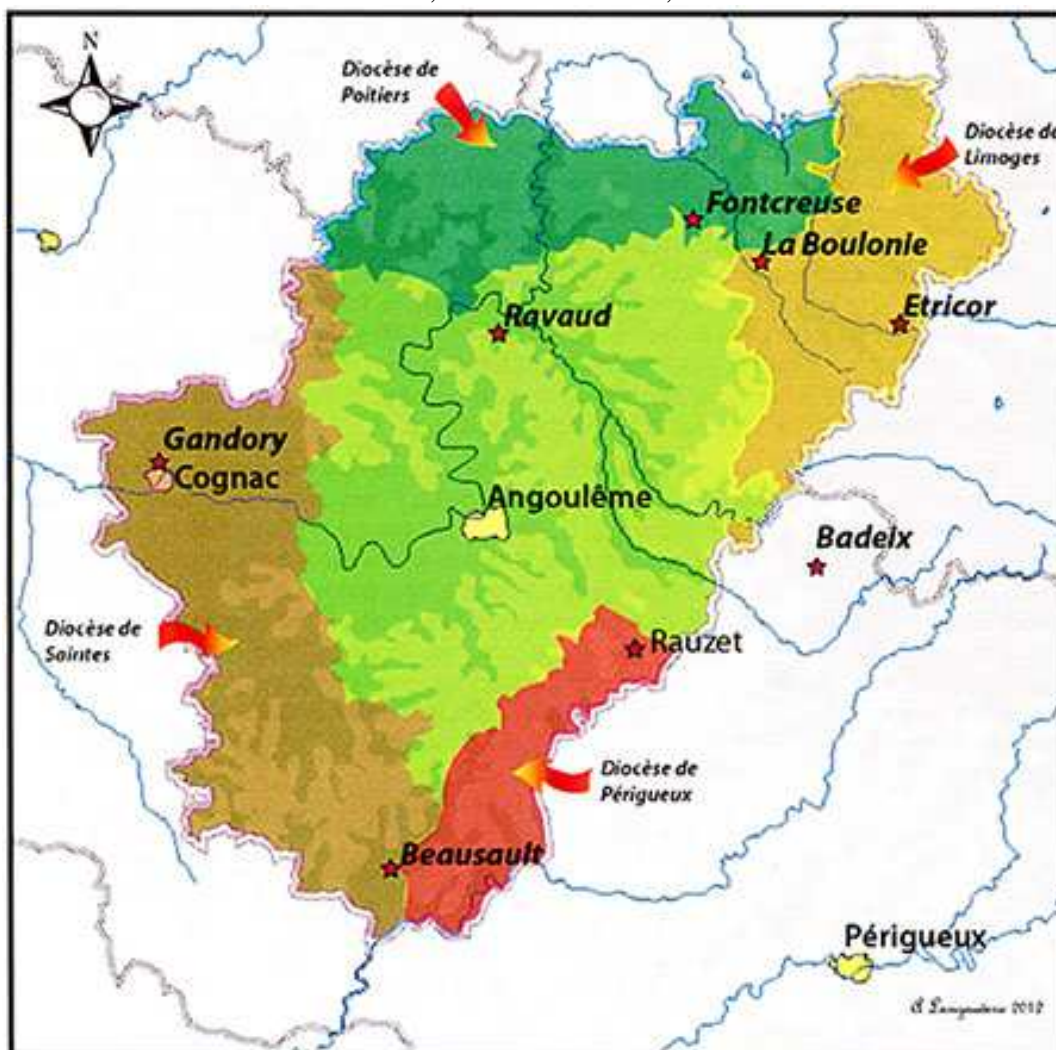 N
Diocèse de
Poitiers
Diocèse de
Limoges
Fontcreuse
La Boulonie
Etricor
Ravaud
Gandory
Cognac
Angoulême
Badeix
Diocèse de
Saintes
Rauzet
Diocèse de
Périgueux
Beausault
Périgueux